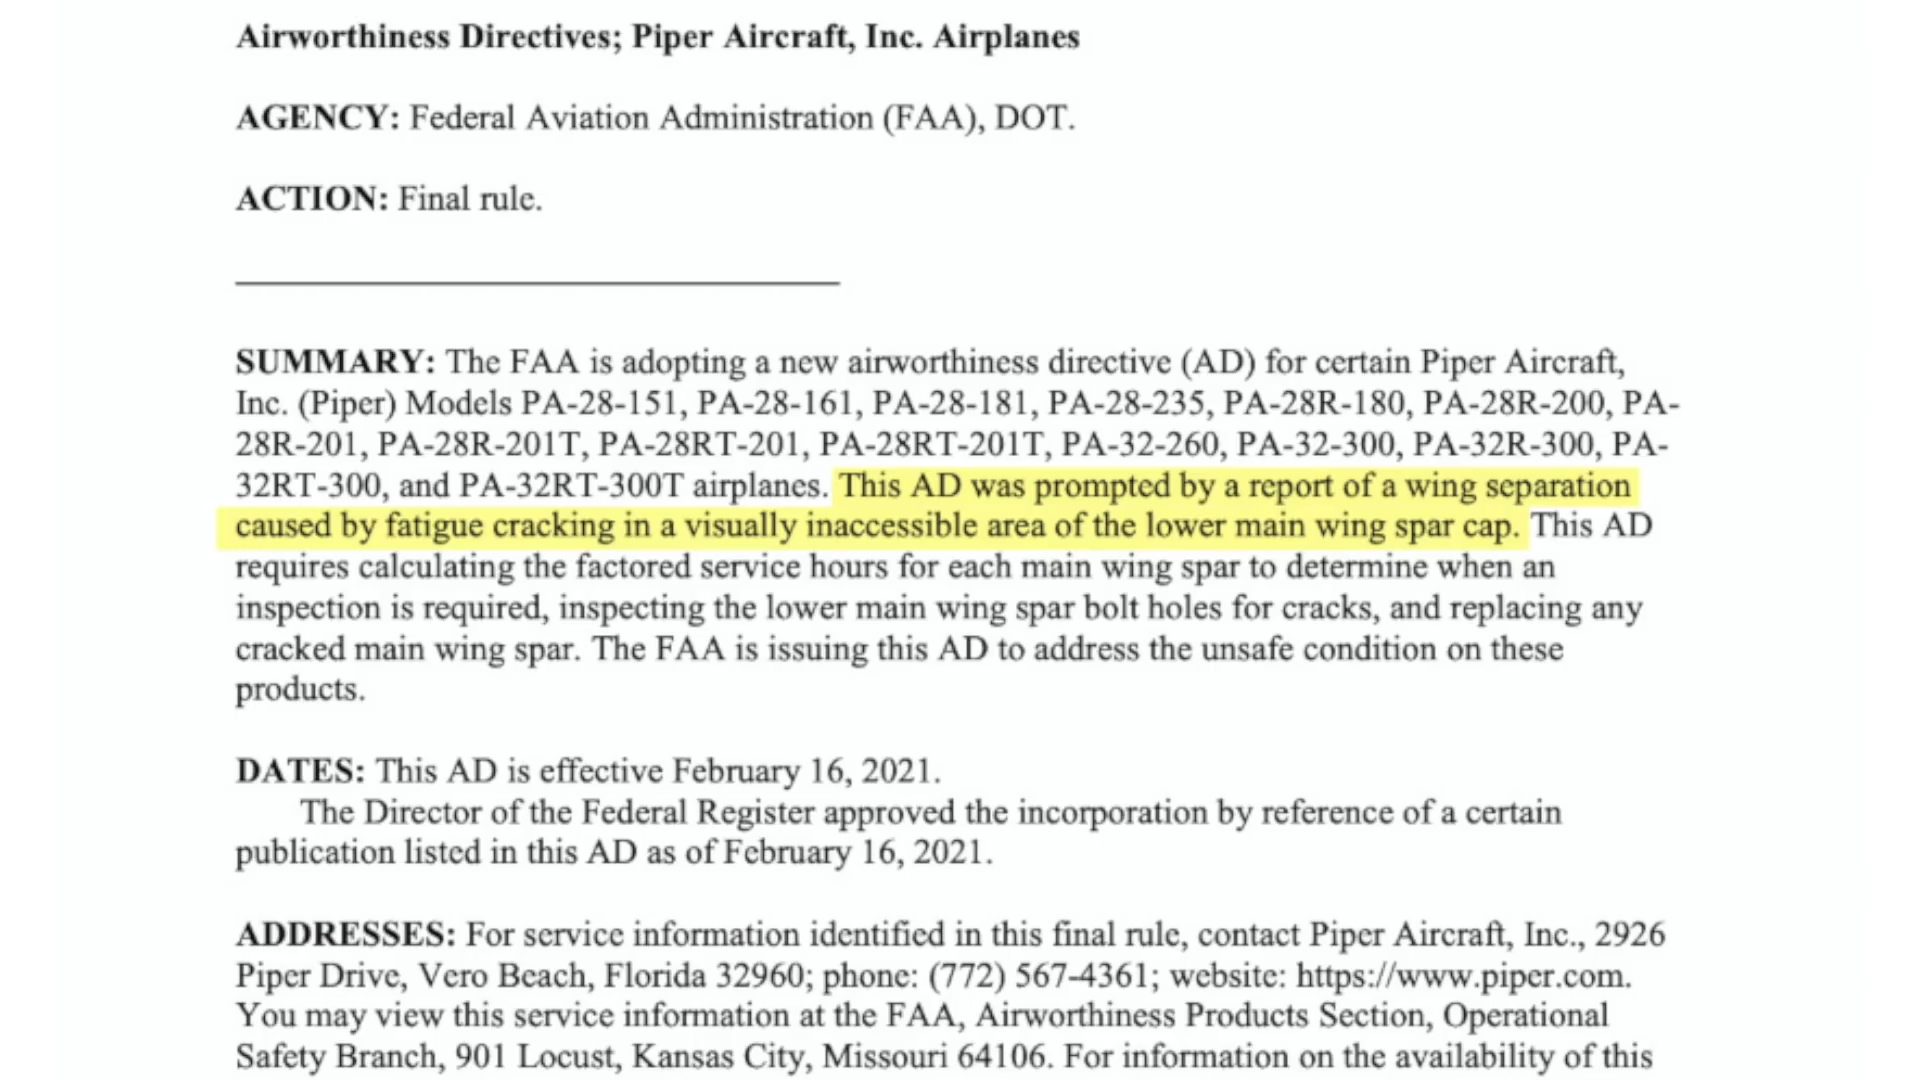 Airworthiness Directives; Piper Aircraft, Inc. Airplanes
AGENCY: Federal Aviation Administration (FAA), DOT.
ACTION: Final rule.
SUMMARY: The FAA is adopting a new airworthiness directive (AD) for certain Piper Aircraft,
Inc. (Piper) Models PA-28-151, PA-28-161, PA-28-181, PA-28-235, PA-28R-180, PA-28R-200, PA-
28R-201, PA-28R-201T, PA-28RT-201, PA-28RT-201T, PA-32-260, PA-32-300, PA-32R-300, PA-
32RT-300, and PA-32RT-300T airplanes. This AD was prompted by a report of a wing separation
caused by fatigue cracking in a visually inaccessible area of the lower main wing spar cap. This AD
requires calculating the factored service hours for each main wing spar to determine when an
inspection is required, inspecting the lower main wing spar bolt holes for cracks, and replacing any
cracked main wing spar. The FAA is issuing this AD to address the unsafe condition on these
products.
DATES: This AD is effective February 16, 2021.
The Director of the Federal Register approved the incorporation by reference of a certain
publication listed in this AD as of February 16, 2021.
ADDRESSES: For service information identified in this final rule, contact Piper Aircraft, Inc., 2926
Piper Drive, Vero Beach, Florida 32960; phone: (772) 567-4361; website: https://www.piper.com.
You may view this service information at the FAA, Airworthiness Products Section, Operational
Safety Branch, 901 Locust, Kansas City, Missouri 64106. For information on the availability of this